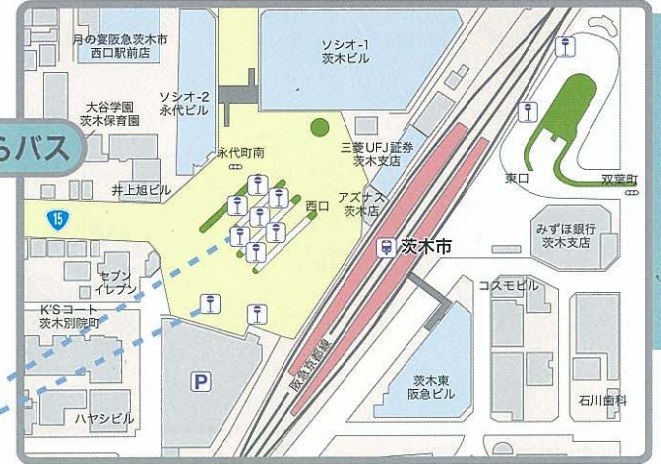 月の宴阪急茨木市
西口駅前店
ソシオ-1
茨木ビル
大谷学園
茨木保育園
ソシオ-2
永代ビル
らバス
永代町南
三菱UFJ証券
茨木支店
井上旭ビル
西口
アズナス
茨木店
東口
双葉町
15
みずほ銀行
茨木支店
茨木市
セブン
イレブン
コスモビル
K'Sコート
茨木別院町
阪急京都線
P
茨木東
阪急ビル
石川歯科
ハヤシビル